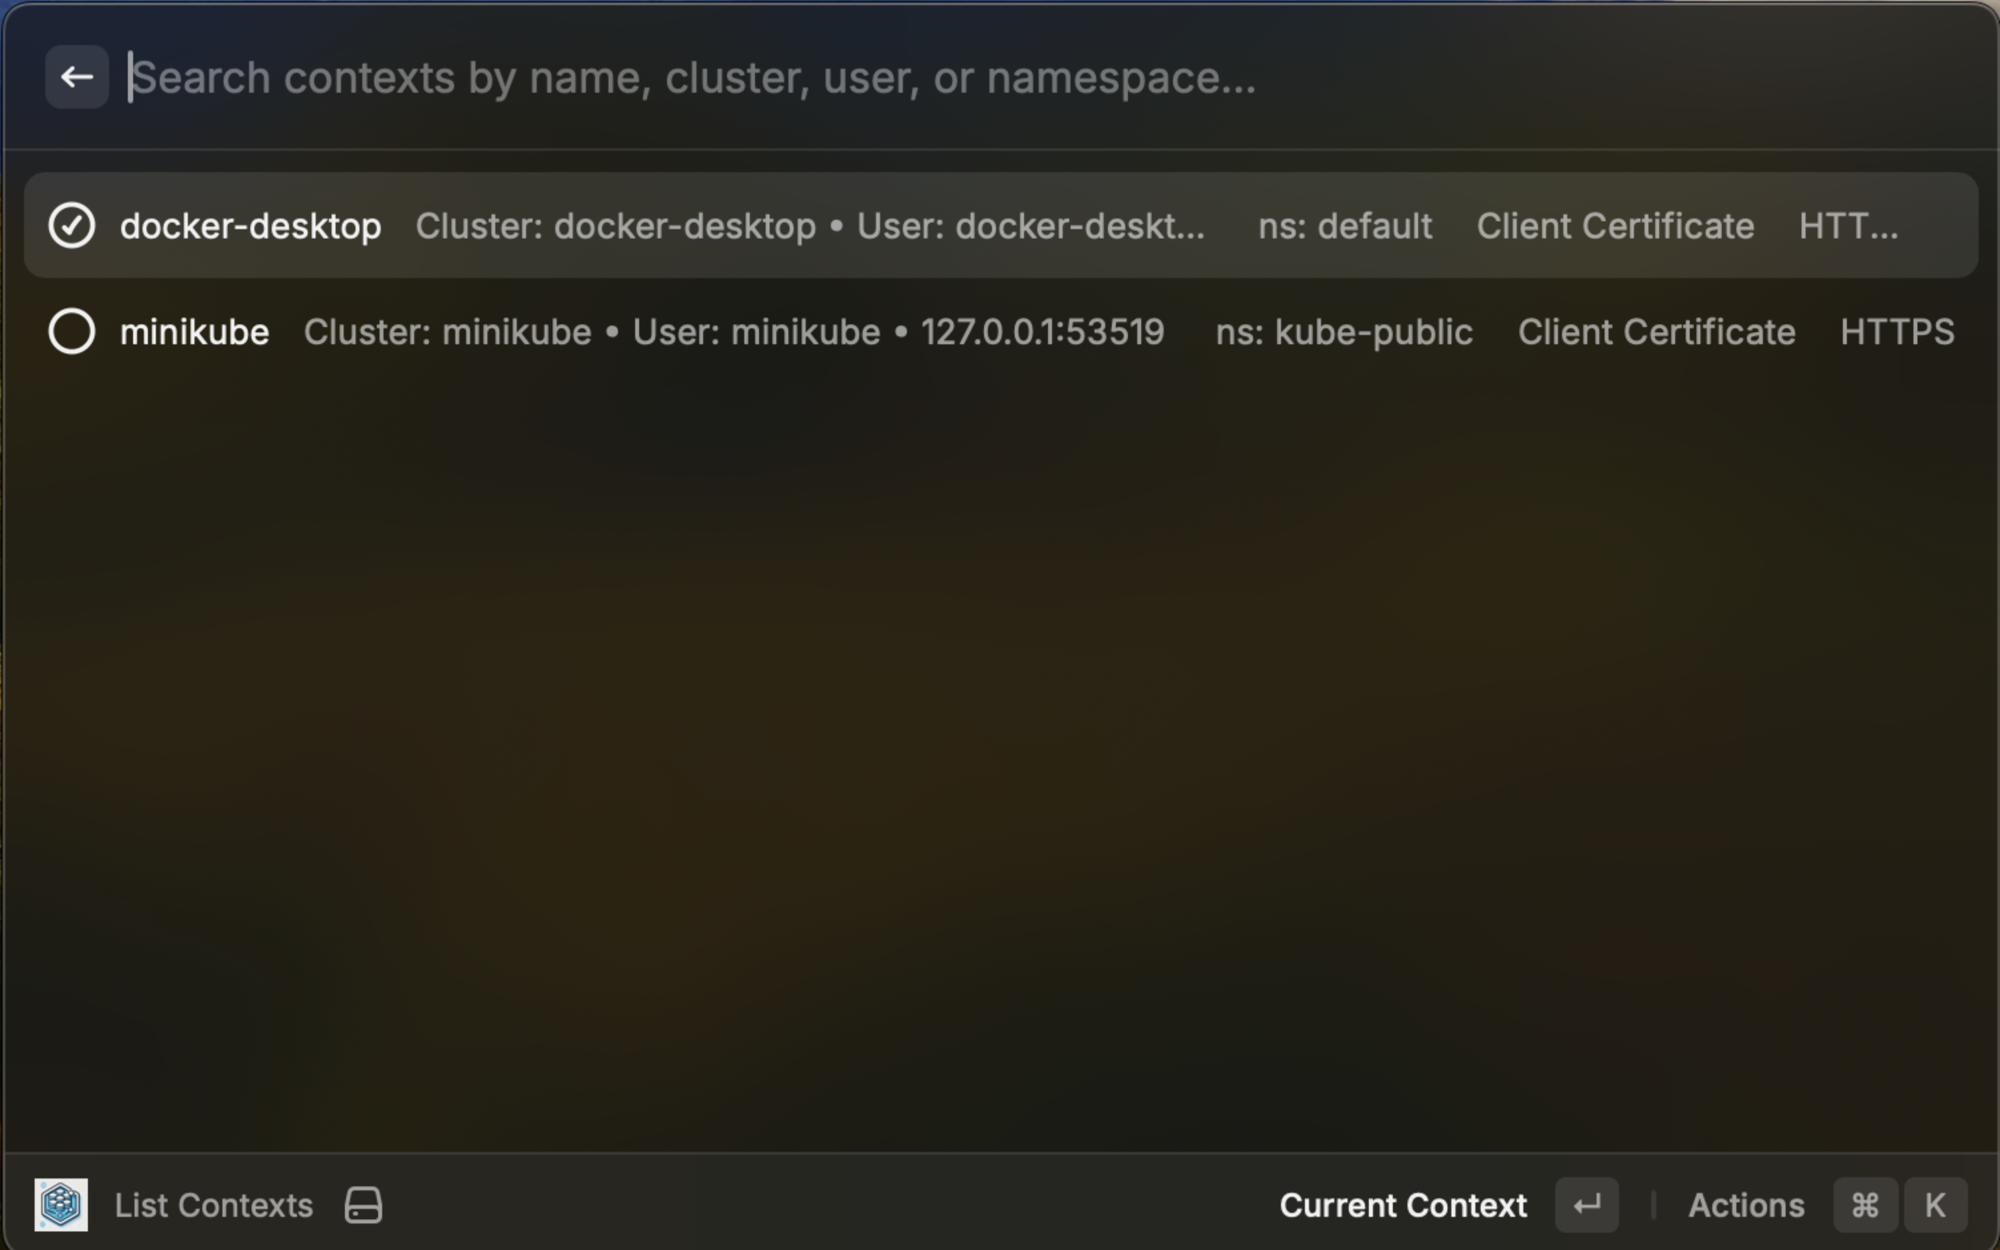 Search contexts by name, cluster, user, or namespace...
docker-desktop Cluster: docker-desktop • User: docker-deskt... ns: default Client Certificate HTT...
minikube Cluster: minikube • User: minikube • 127.0.0.1:53519 ns: kube-public Client Certificate HTTPS
List Contexts Current Context ↵ Actions ⌘ K